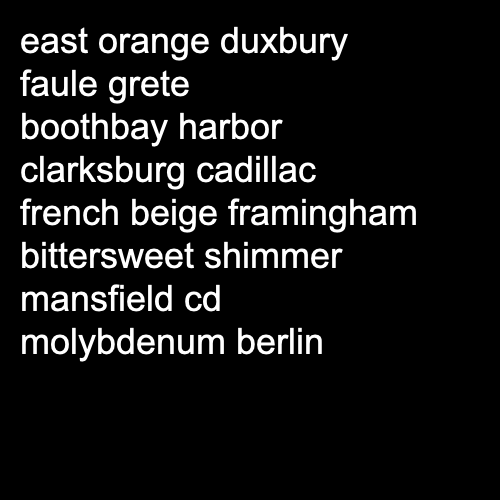 east orange duxbury
faule grete
boothbay harbor
clarksburg cadillac
french beige framingham
bittersweet shimmer
mansfield cd
molybdenum berlin